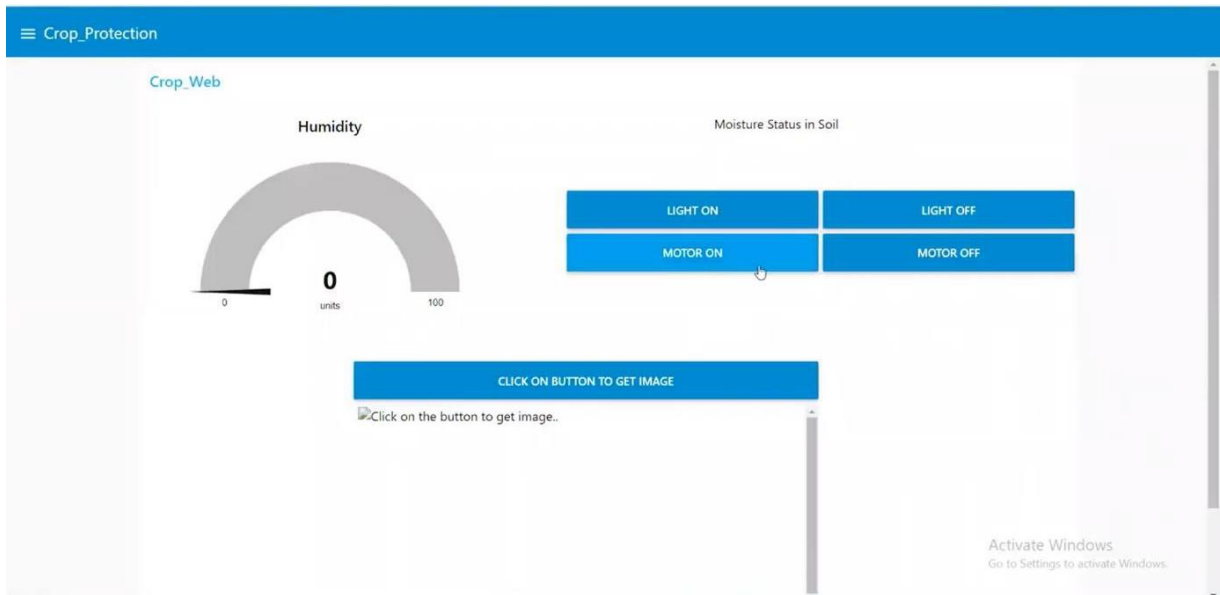 Crop_Protection
Crop_Web
Humidity
Moisture Status in Soil
LIGHT ON
LIGHT OFF
MOTOR ON
MOTOR OFF
0
0
units
100
CLICK ON BUTTON TO GET IMAGE
Click on the button to get image..
Activate Windows
Go to Settings to activate Windows.